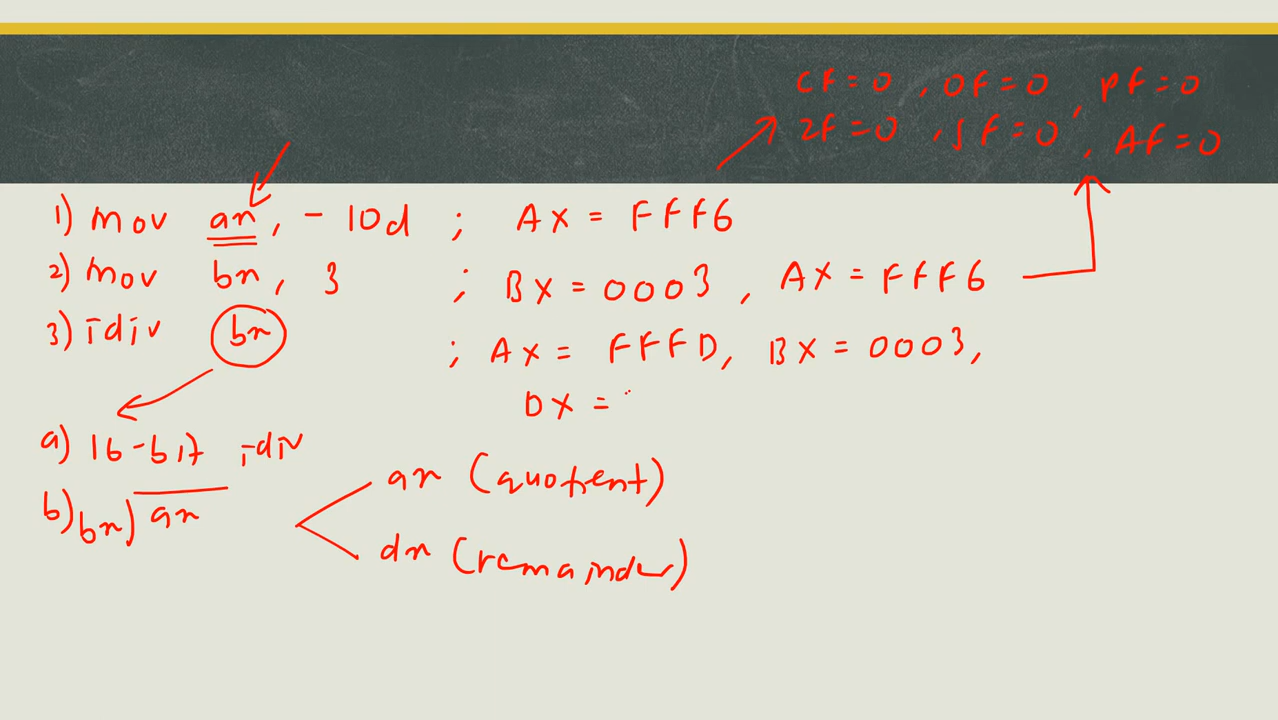 CF=0 , OF=0 , PF=0
ZF=0 , SF=0 , AF=0
1) mov ax, -10d ; AX = FFF6
2) mov bx, 3 ; BX = 0003, AX = FFF6
3) idiv bx ; AX = FFFD, BX = 0003,
DX =
a) 16-bit idiv
ax (quotient)
b) bx) ax
dx (remainder)